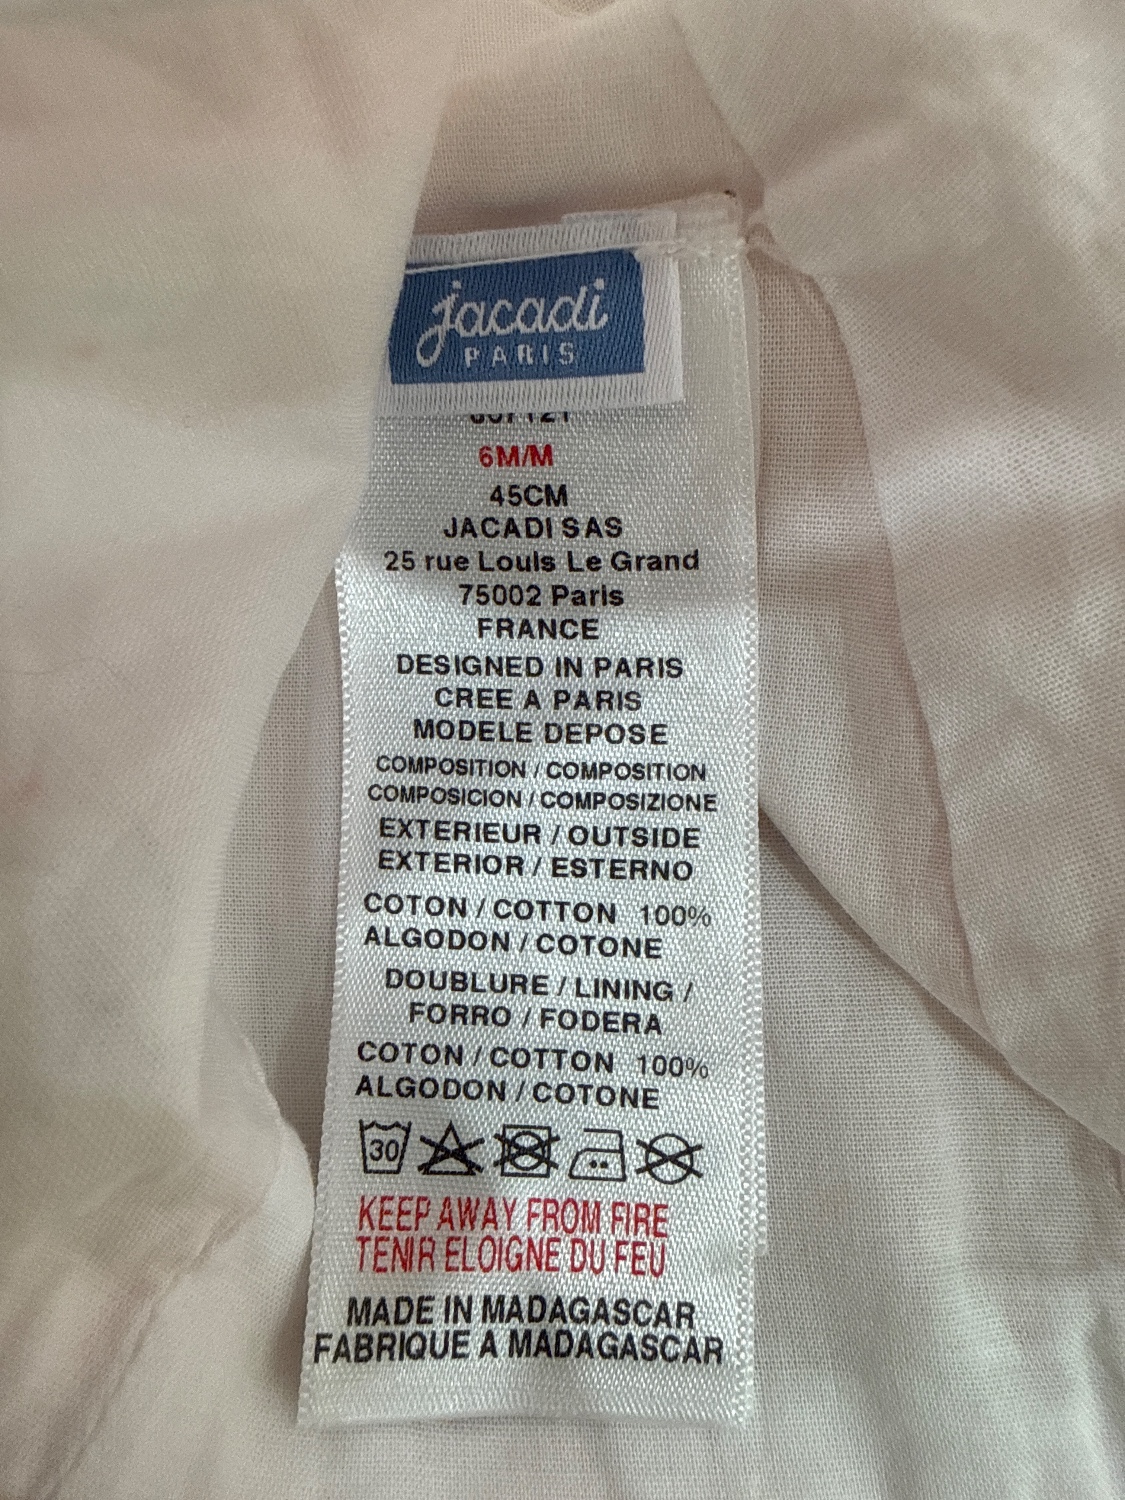 jacadi
PARIS
6M/M
45CM
JACADI SAS
25 rue Louis Le Grand
75002 Paris
FRANCE
DESIGNED IN PARIS
CREE A PARIS
MODELE DEPOSE
COMPOSITION / COMPOSITION
COMPOSICION / COMPOSIZIONE
EXTERIEUR / OUTSIDE
EXTERIOR / ESTERNO
COTON / COTTON 100%
ALGODON / COTONE
DOUBLURE / LINING /
FORRO / FODERA
COTON / COTTON 100%
ALGODON / COTONE
30
KEEP AWAY FROM FIRE
TENIR ELOIGNE DU FEU
MADE IN MADAGASCAR
FABRIQUE A MADAGASCAR